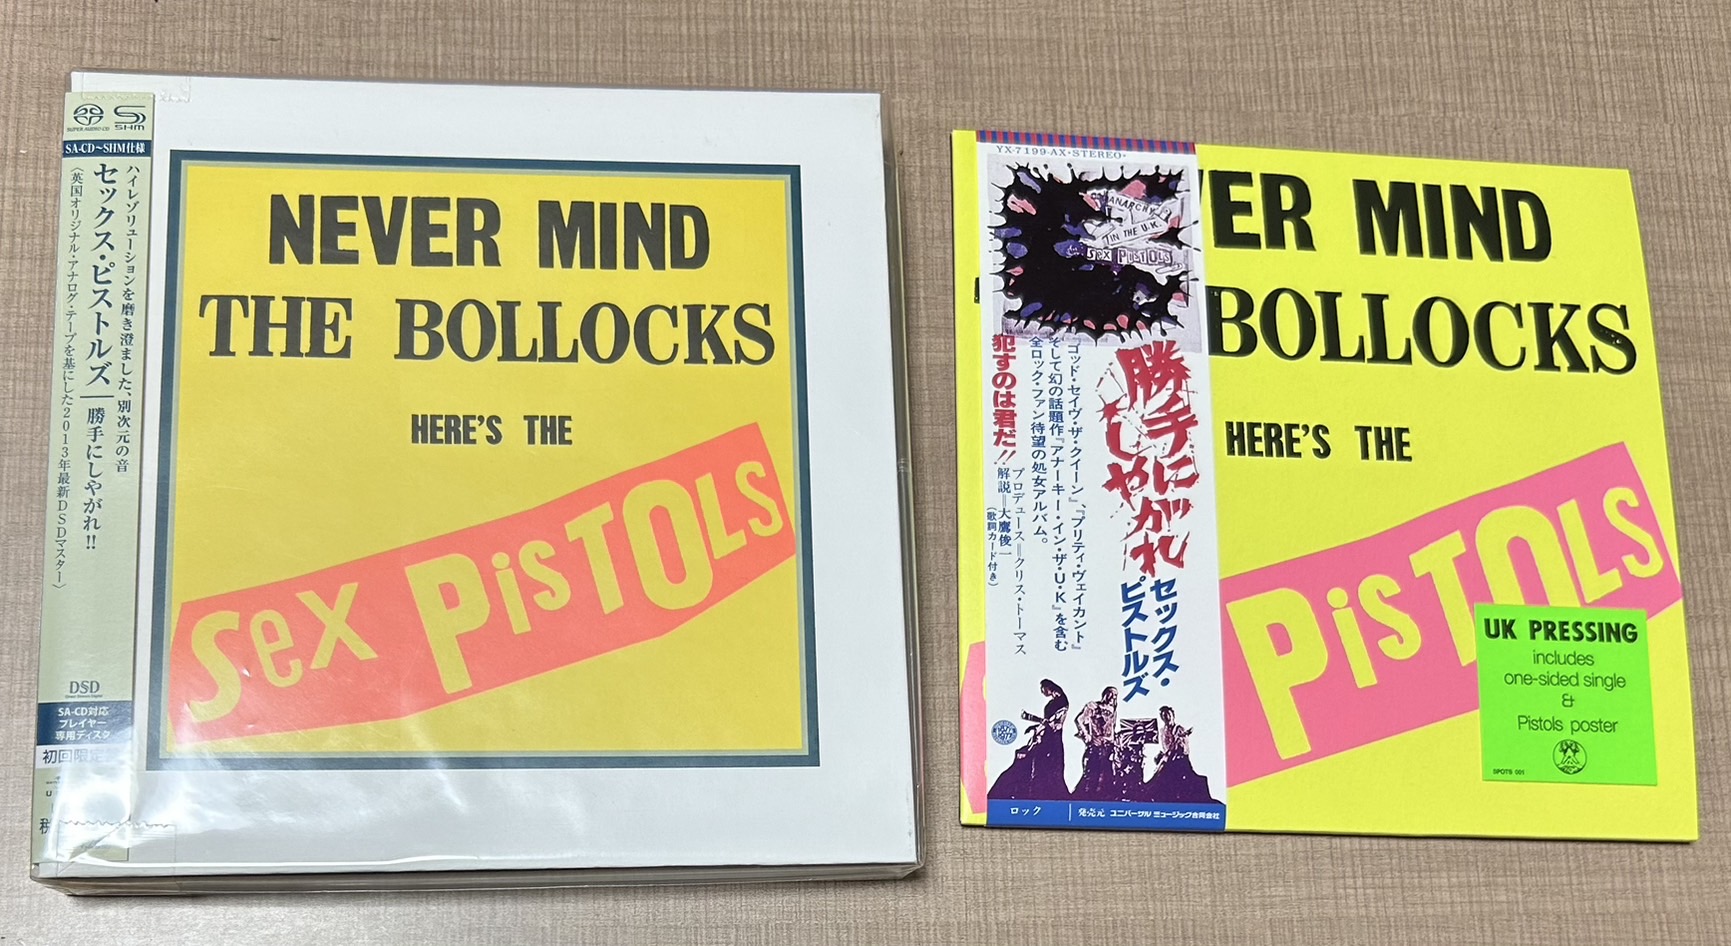 SUPER AUDIO CD
SHM
SA-CD~SHM仕様
ハイレゾリューションを磨き澄ました、別次元の音
セックス・ピストルズ│勝手にしやがれ!!
〈英国オリジナル・アナログ・テープを基にした2013年最新DSDマスター〉
DSD
Direct Stream Digital
SA-CD対応
プレイヤー
専用ディスク
初回限定
NEVER MIND
THE BOLLOCKS
HERE'S THE
Sex PISTOLS
YX-7199-AX・STEREO・
ANARCHY
IN THE U.K.
SEX PISTOLS
勝手に
しやがれ
セックス・
ピストルズ
「ゴッド・セイヴ・ザ・クイーン」、「プリティ・ヴェイカント」
そして幻の話題作「アナーキー・イン・ザ・U・K」を含む
全ロック・ファン待望の処女アルバム。
犯すのは君だ!!
プロデュース=クリス・トーマス
解説=大鷹俊一
(歌詞カード付き)
ロック
発売元 ユニバーサル ミュージック合同会社
ER MIND
BOLLOCKS
HERE'S THE
PISTOLS
UK PRESSING
includes
one-sided single
&
Pistols poster
SPOTS 001